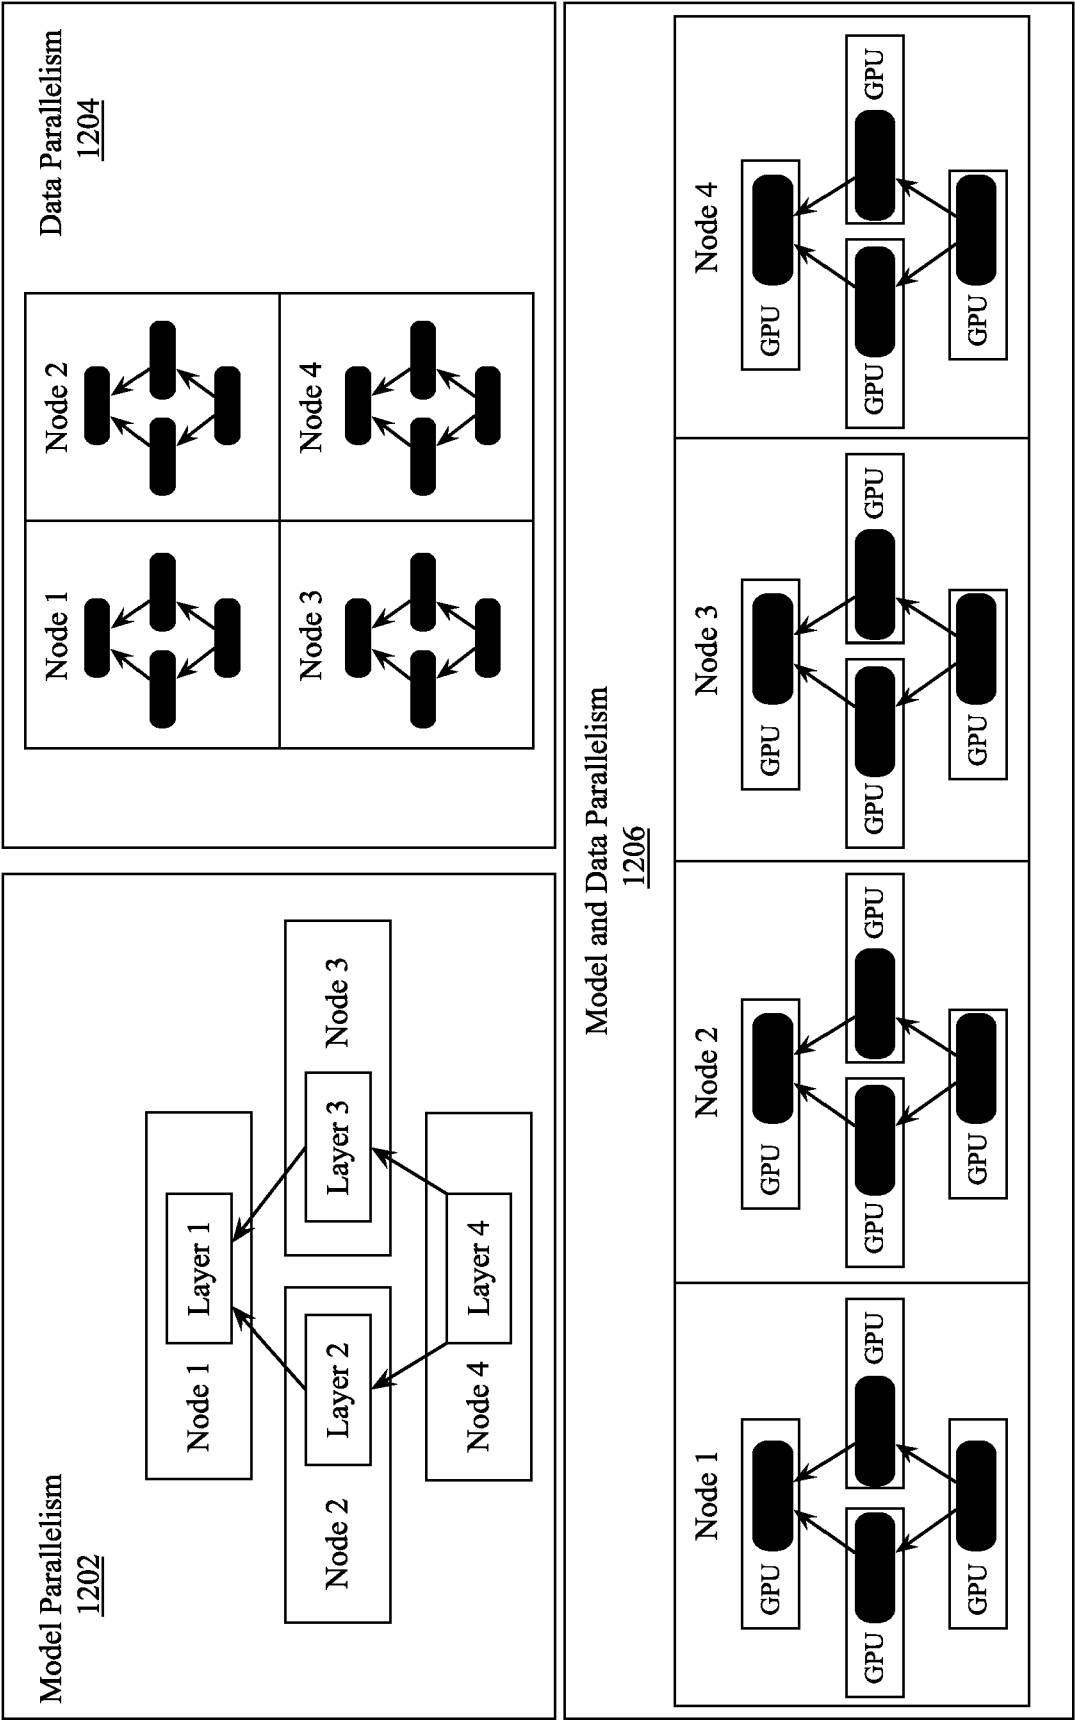 Model Parallelism
1202
Node 1
Layer 1
Node 2
Layer 2
Layer 3
Node 3
Node 4
Layer 4
Data Parallelism
1204
Node 1
Node 2
Node 3
Node 4
Model and Data Parallelism
1206
Node 1
GPU
GPU
GPU
GPU
Node 2
GPU
GPU
GPU
GPU
Node 3
GPU
GPU
GPU
GPU
Node 4
GPU
GPU
GPU
GPU